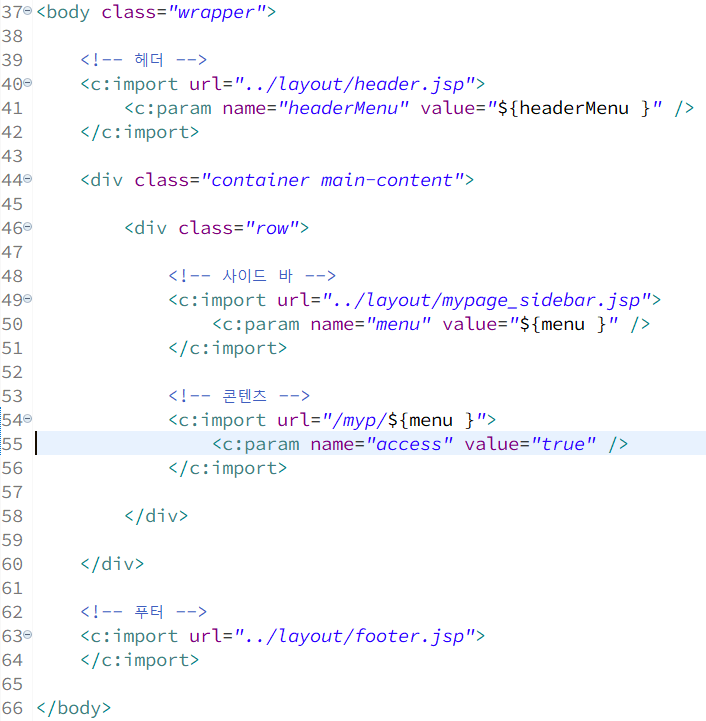 37 <body class="wrapper">
38
39     <!-- 헤더 -->
40     <c:import url="../layout/header.jsp">
41         <c:param name="headerMenu" value="${headerMenu }" />
42     </c:import>
43
44     <div class="container main-content">
45
46         <div class="row">
47
48             <!-- 사이드 바 -->
49             <c:import url="../layout/mypage_sidebar.jsp">
50                 <c:param name="menu" value="${menu }" />
51             </c:import>
52
53             <!-- 콘텐츠 -->
54             <c:import url="/myp/${menu }">
55                 <c:param name="access" value="true" />
56             </c:import>
57
58         </div>
59
60     </div>
61
62     <!-- 푸터 -->
63     <c:import url="../layout/footer.jsp">
64     </c:import>
65
66 </body>